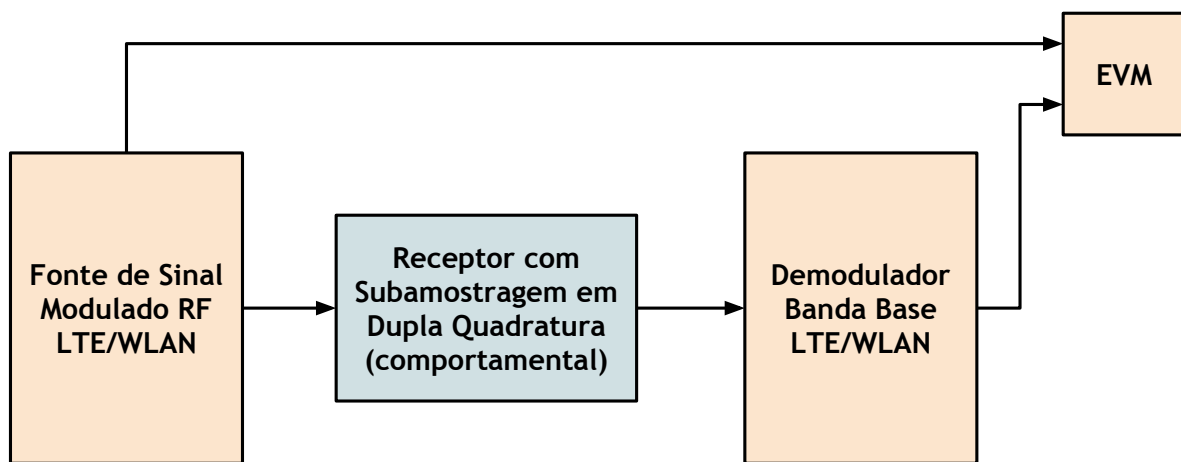 EVM
Fonte de Sinal
Modulado RF
LTE/WLAN
Receptor com
Subamostragem em
Dupla Quadratura
(comportamental)
Demodulador
Banda Base
LTE/WLAN